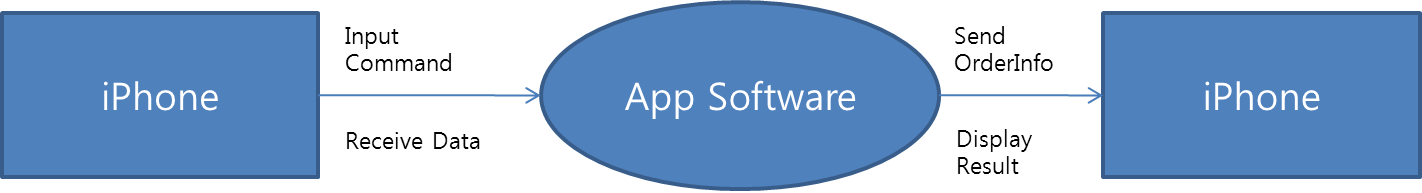 iPhone
Input
Command
Receive Data
App Software
Send
OrderInfo
Display
Result
iPhone